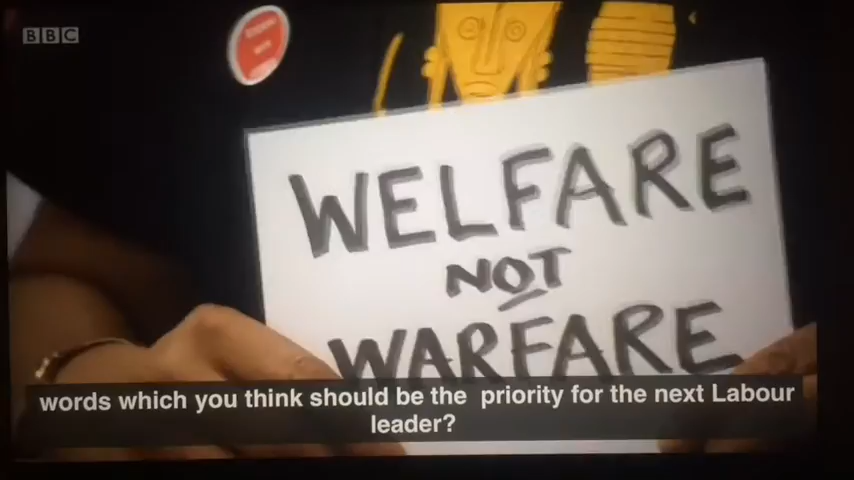 BBC
WELFARE
NOT
WARFARE
words which you think should be the priority for the next Labour
leader?